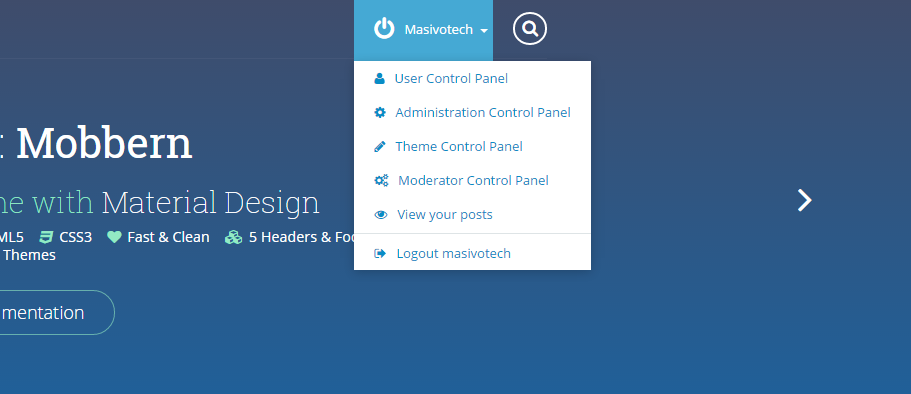 Masivotech
User Control Panel
Administration Control Panel
Theme Control Panel
Moderator Control Panel
View your posts
Logout masivotech
: Mobbern
ne with Material Design
ML5 CSS3 Fast & Clean 5 Headers & Foo
Themes
mentation